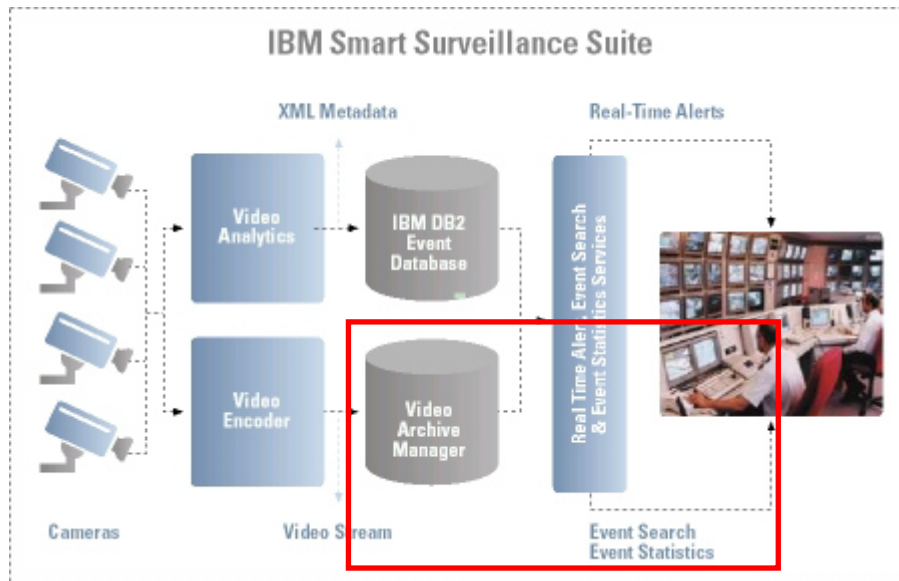 IBM Smart Surveillance Suite
XML Metadata
Real-Time Alerts
Video
Analytics
IBM DB2
Event
Database
Real Time Alert, Event Search
& Event Statistics Services
Video
Encoder
Video
Archive
Manager
Cameras
Video Stream
Event Search
Event Statistics